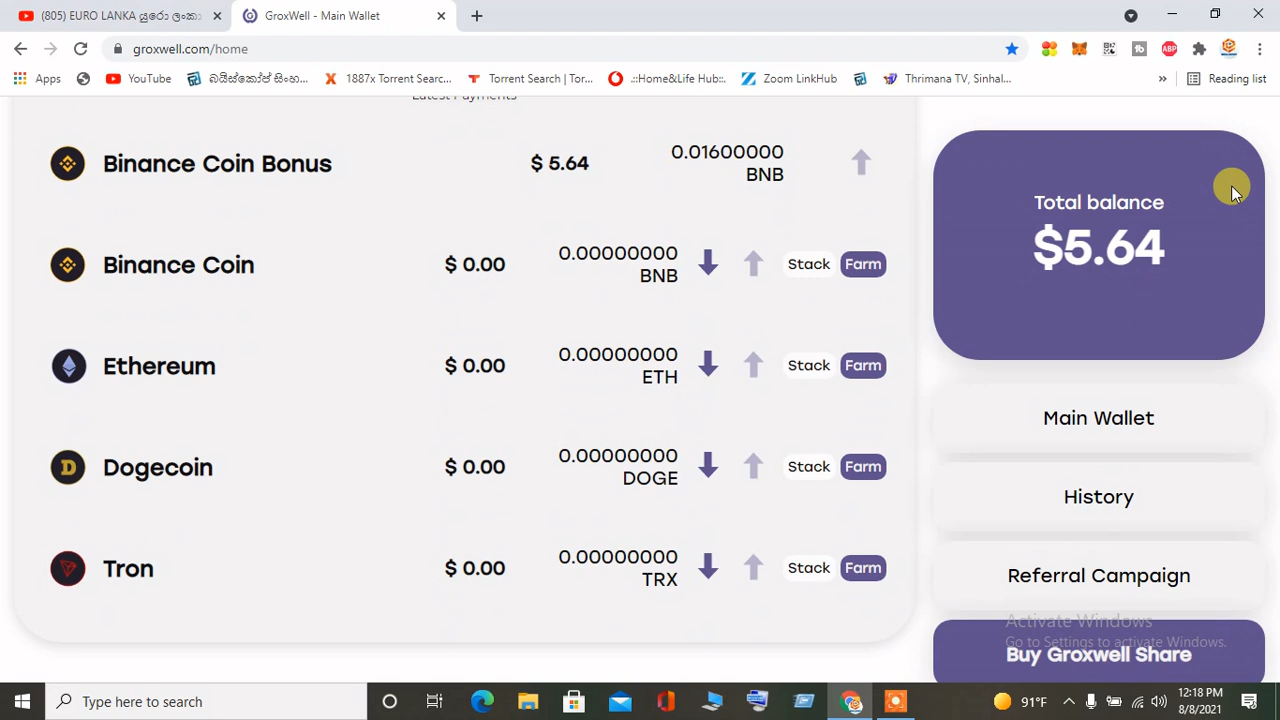 (805) EURO LANKA යුරො ලංකා
GroxWell - Main Wallet
groxwell.com/home
ABP
Apps
YouTube
බයිස්කෝප් සිංහ...
1887x Torrent Searc...
Torrent Search | Tor...
.::Home&Life Hub::.
Zoom LinkHub
Thrimana TV, Sinhal...
»
Reading list
Latest Payments
Binance Coin Bonus
$ 5.64
0.01600000
BNB
Binance Coin
$ 0.00
0.00000000
BNB
Stack
Farm
Ethereum
$ 0.00
0.00000000
ETH
Stack
Farm
Dogecoin
$ 0.00
0.00000000
DOGE
Stack
Farm
Tron
$ 0.00
0.00000000
TRX
Stack
Farm
Total balance
$5.64
Main Wallet
History
Referral Campaign
Activate Windows
Go to Settings to activate Windows.
Buy Groxwell Share
Type here to search
91°F
12:18 PM
8/8/2021